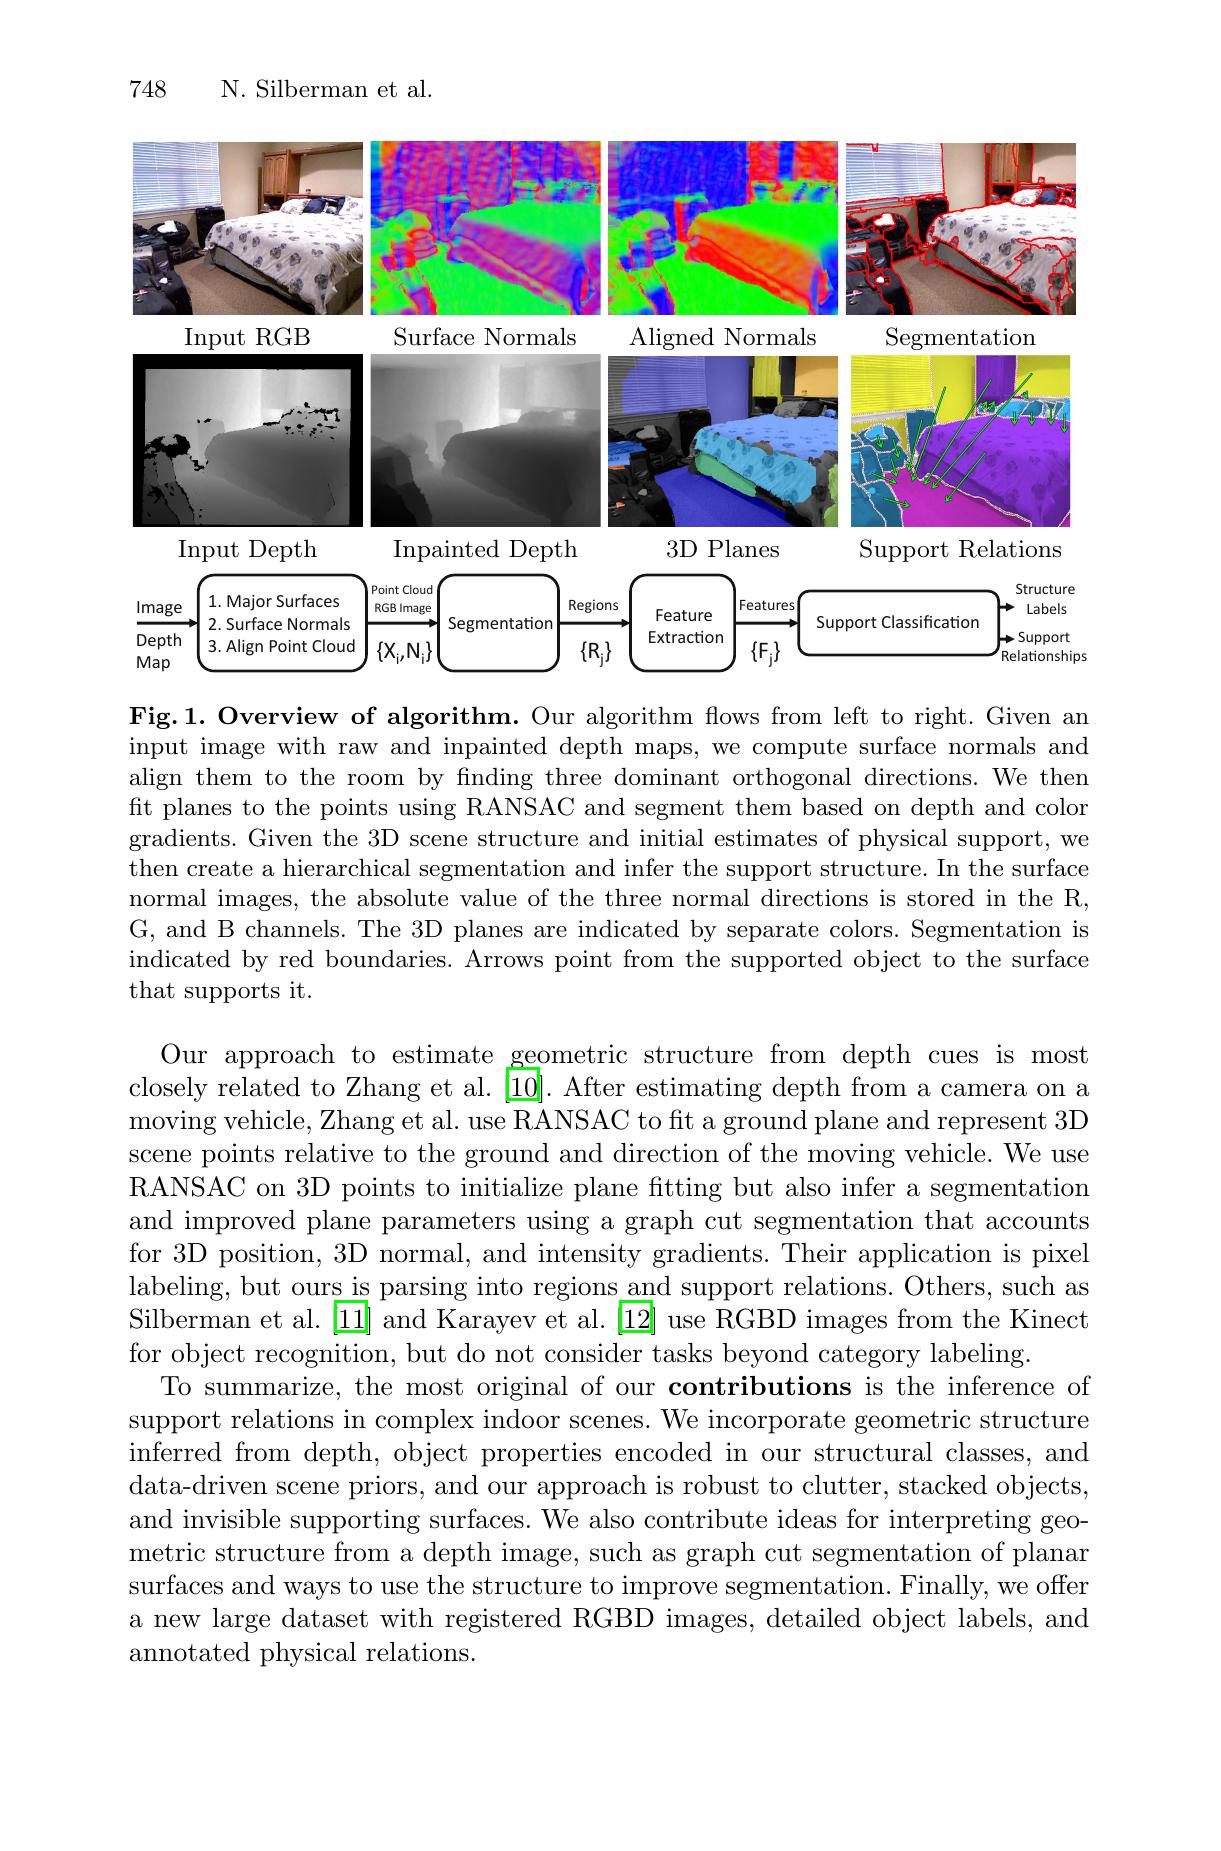 748 N. Silberman et al.
Input RGB Surface Normals Aligned Normals Segmentation
Input Depth Inpainted Depth 3D Planes Support Relations
Image
Depth
Map
1. Major Surfaces
2. Surface Normals
3. Align Point Cloud
Point Cloud
RGB Image
{Xi,Ni}
Segmentation
Regions
{Rj}
Feature
Extraction
Features
{Fj}
Support Classification
Structure
Labels
Support
Relationships
Fig. 1. Overview of algorithm. Our algorithm flows from left to right. Given an
input image with raw and inpainted depth maps, we compute surface normals and
align them to the room by finding three dominant orthogonal directions. We then
fit planes to the points using RANSAC and segment them based on depth and color
gradients. Given the 3D scene structure and initial estimates of physical support, we
then create a hierarchical segmentation and infer the support structure. In the surface
normal images, the absolute value of the three normal directions is stored in the R,
G, and B channels. The 3D planes are indicated by separate colors. Segmentation is
indicated by red boundaries. Arrows point from the supported object to the surface
that supports it.
Our approach to estimate geometric structure from depth cues is most
closely related to Zhang et al. [10]. After estimating depth from a camera on a
moving vehicle, Zhang et al. use RANSAC to fit a ground plane and represent 3D
scene points relative to the ground and direction of the moving vehicle. We use
RANSAC on 3D points to initialize plane fitting but also infer a segmentation
and improved plane parameters using a graph cut segmentation that accounts
for 3D position, 3D normal, and intensity gradients. Their application is pixel
labeling, but ours is parsing into regions and support relations. Others, such as
Silberman et al. [11] and Karayev et al. [12] use RGBD images from the Kinect
for object recognition, but do not consider tasks beyond category labeling.
To summarize, the most original of our contributions is the inference of
support relations in complex indoor scenes. We incorporate geometric structure
inferred from depth, object properties encoded in our structural classes, and
data-driven scene priors, and our approach is robust to clutter, stacked objects,
and invisible supporting surfaces. We also contribute ideas for interpreting geo-
metric structure from a depth image, such as graph cut segmentation of planar
surfaces and ways to use the structure to improve segmentation. Finally, we offer
a new large dataset with registered RGBD images, detailed object labels, and
annotated physical relations.